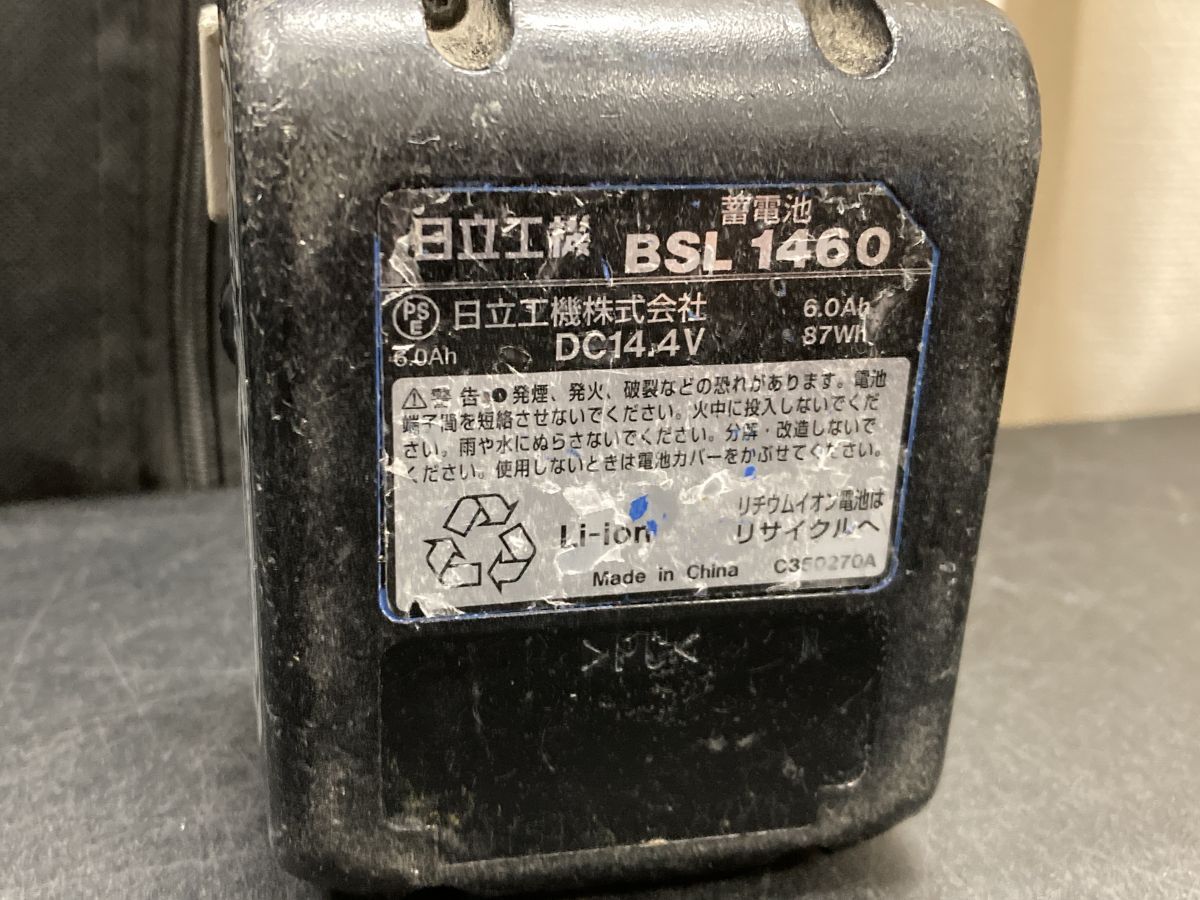 蓄電池
日立工機 BSL 1460
PSE 日立工機株式会社 6.0Ah
6.0Ah DC14.4V 87Wh
⚠警告 発煙、発火、破裂などの恐れがあります。電池
端子間を短絡させないでください。火中に投入しないでくだ
さい。雨や水にぬらさないでください。分解・改造しないで
ください。使用しないときは電池カバーをかぶせてください。
リチウムイオン電池は
Li-ion リサイクルへ
Made in China C350270A
>PC<